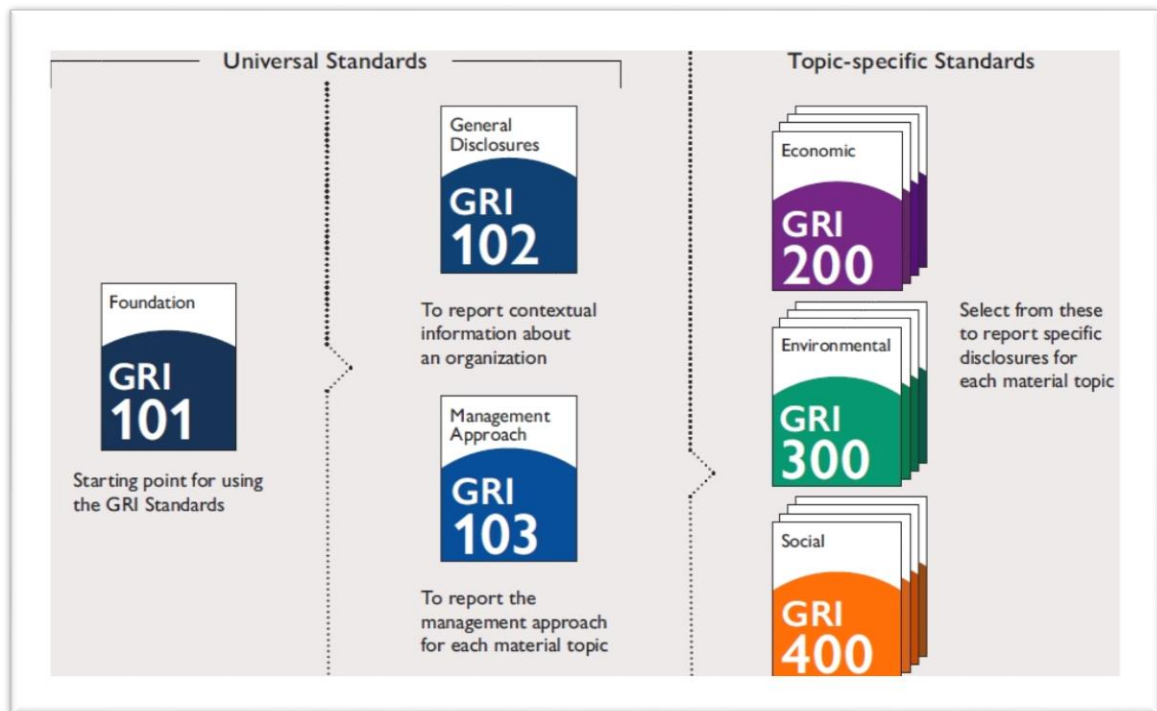 Universal Standards
Foundation
GRI
101
Starting point for using
the GRI Standards
General
Disclosures
GRI
102
To report contextual
information about
an organization
Management
Approach
GRI
103
To report the
management approach
for each material topic
Topic-specific Standards
Economic
GRI
200
Environmental
GRI
300
Social
GRI
400
Select from these
to report specific
disclosures for
each material topic